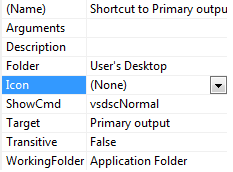 (Name) Shortcut to Primary outpu
Arguments
Description
Folder User's Desktop
Icon (None)
ShowCmd vsdscNormal
Target Primary output
Transitive False
WorkingFolder Application Folder